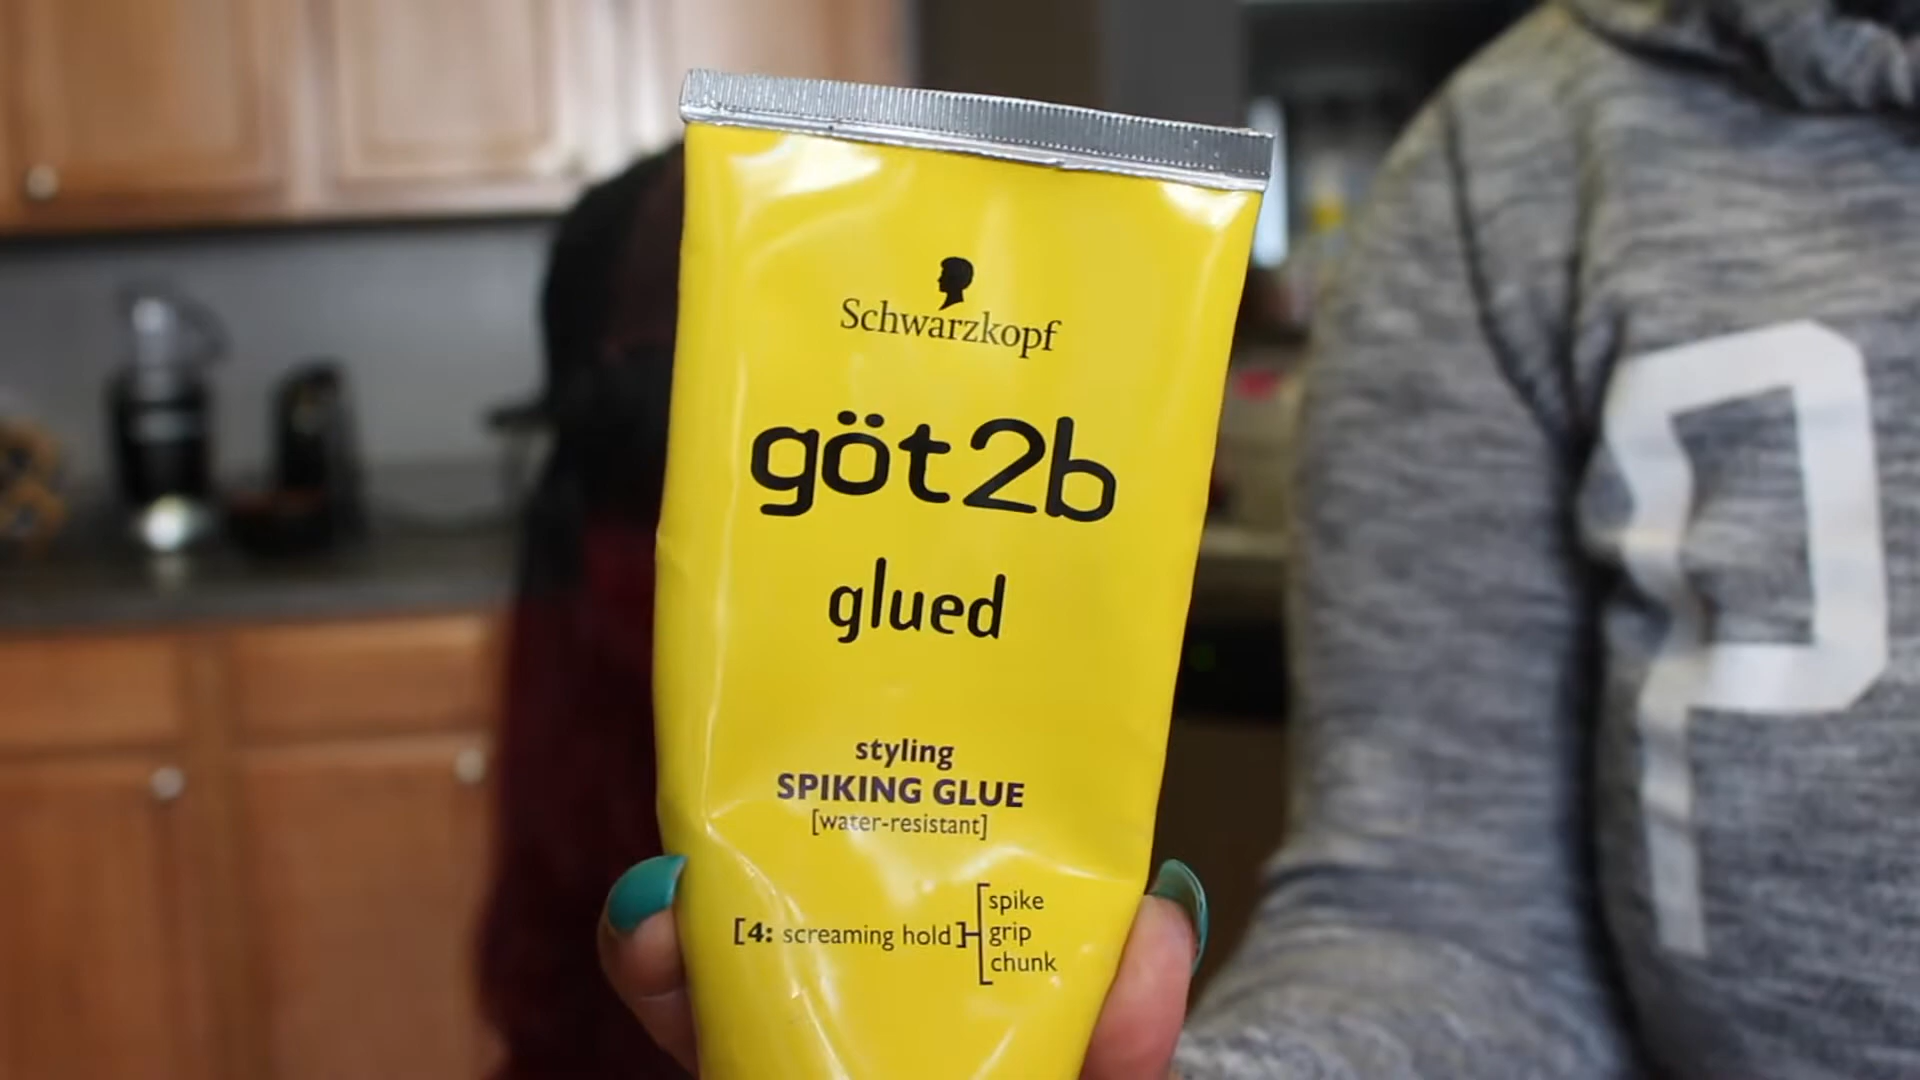 Schwarzkopf
göt2b
glued
styling
SPIKING GLUE
[water-resistant]
spike
[4: screaming hold] grip
chunk
P